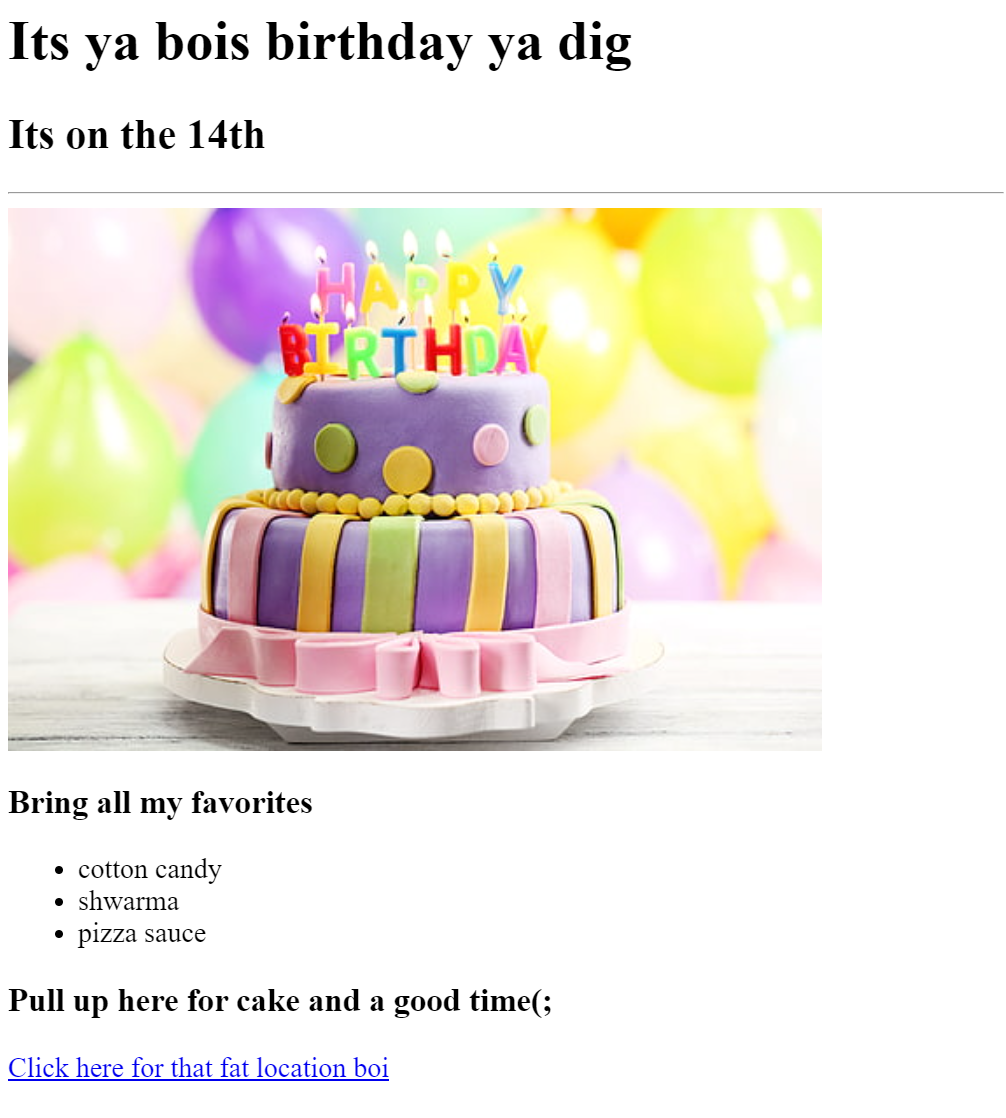 Its ya bois birthday ya dig
Its on the 14th
HAPPY
BIRTHDAY
Bring all my favorites
cotton candy
shwarma
pizza sauce
Pull up here for cake and a good time(;
Click here for that fat location boi